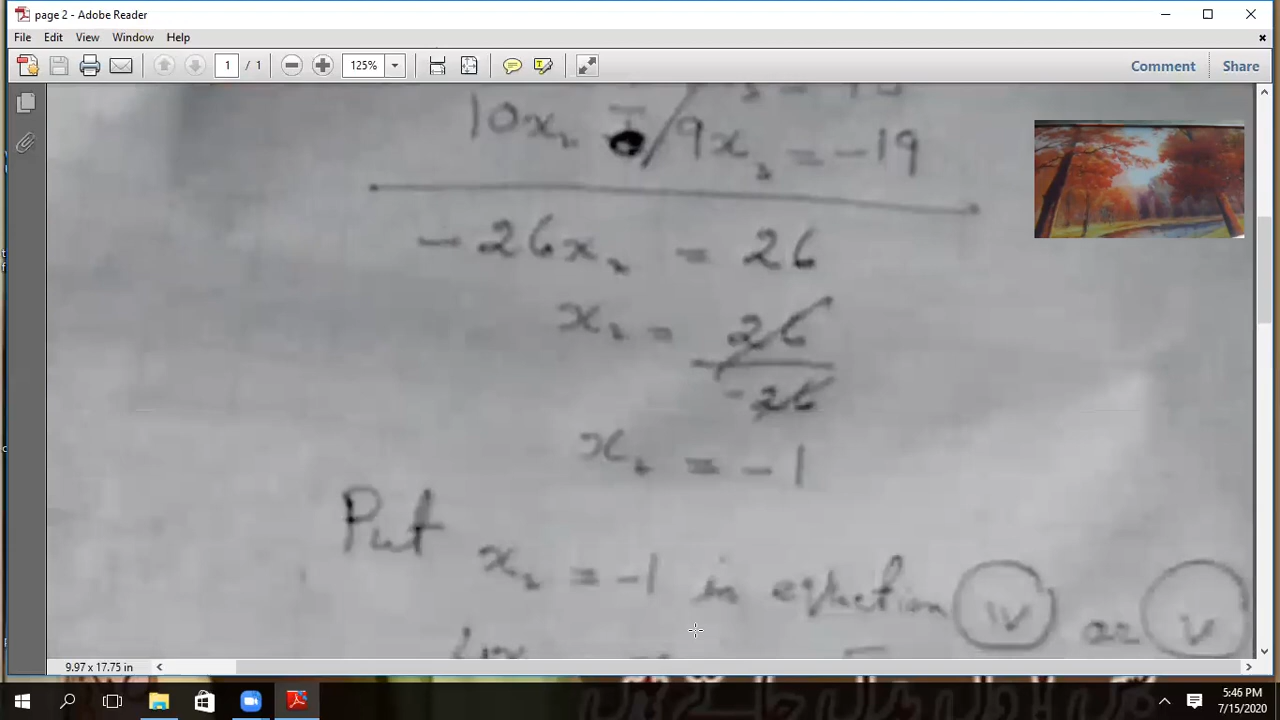 page 2 - Adobe Reader
File Edit View Window Help
1 / 1 125% Comment Share
10x₂ 9x₃ = -19
- 26x₂ = 26
x₂ = 26
-26
x₂ = -1
Put x₂ = -1 in equation iv or v
9.97 x 17.75 in
5:46 PM
7/15/2020